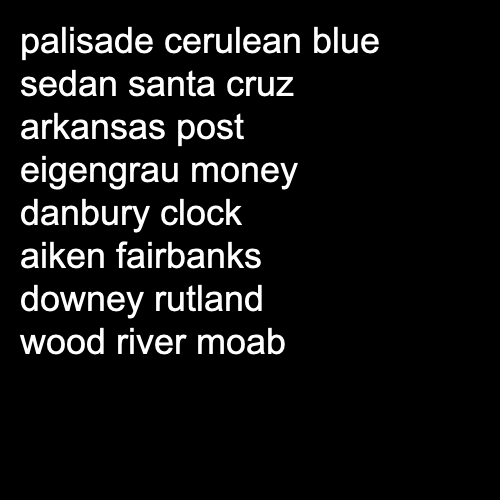 palisade cerulean blue
sedan santa cruz
arkansas post
eigengrau money
danbury clock
aiken fairbanks
downey rutland
wood river moab